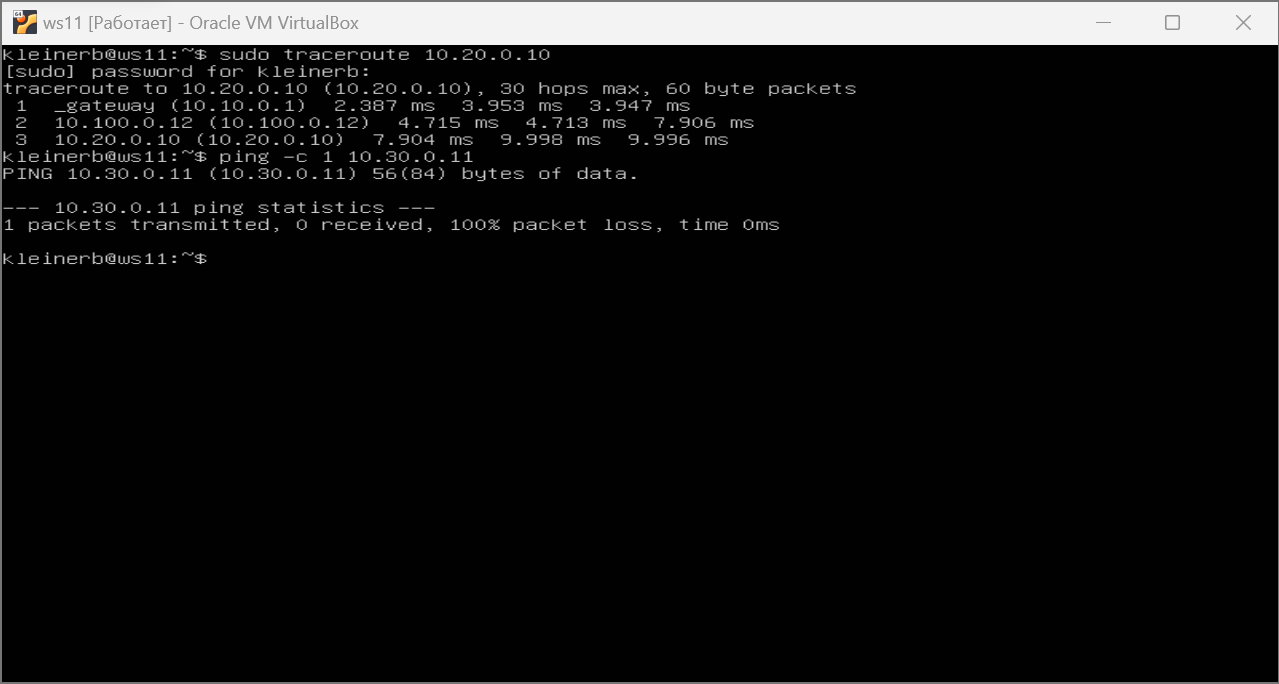 64
ws11 [Работает] - Oracle VM VirtualBox
kleinerb@ws11:~$ sudo traceroute 10.20.0.10
[sudo] password for kleinerb:
traceroute to 10.20.0.10 (10.20.0.10), 30 hops max, 60 byte packets
 1  _gateway (10.10.0.1)  2.387 ms  3.953 ms  3.947 ms
 2  10.100.0.12 (10.100.0.12)  4.715 ms  4.713 ms  7.906 ms
 3  10.20.0.10 (10.20.0.10)  7.904 ms  9.998 ms  9.996 ms
kleinerb@ws11:~$ ping -c 1 10.30.0.11
PING 10.30.0.11 (10.30.0.11) 56(84) bytes of data.
--- 10.30.0.11 ping statistics ---
1 packets transmitted, 0 received, 100% packet loss, time 0ms
kleinerb@ws11:~$